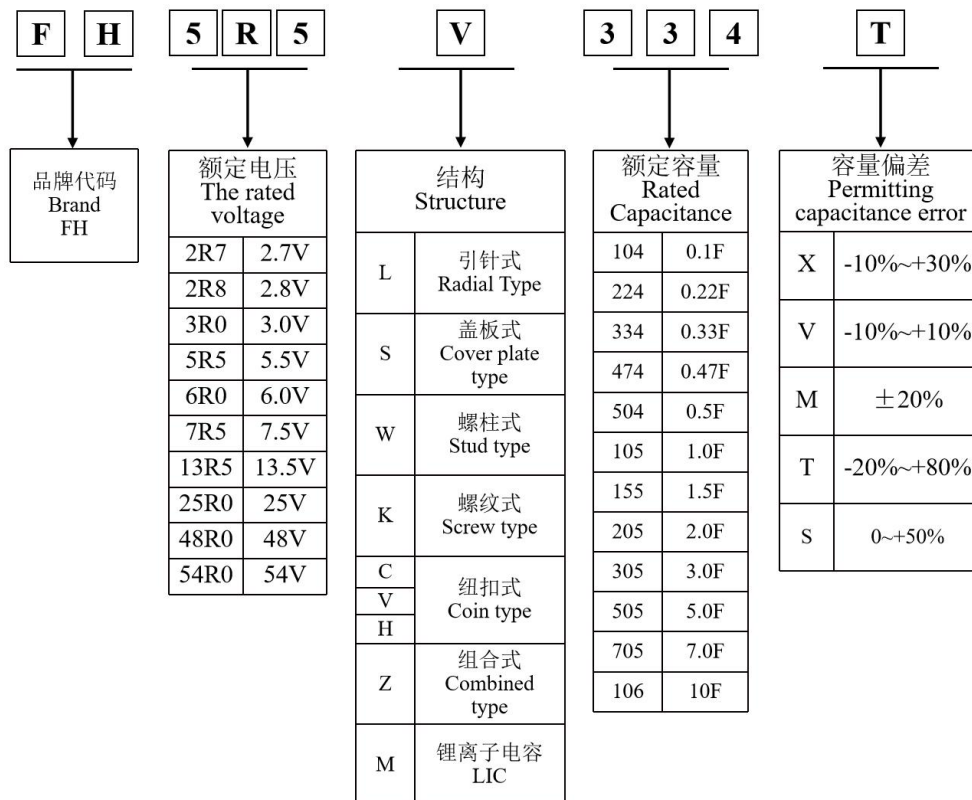 F H 5 R 5 V 3 3 4 T
品牌代码
Brand
FH
额定电压
The rated
voltage
2R7 2.7V
2R8 2.8V
3R0 3.0V
5R5 5.5V
6R0 6.0V
7R5 7.5V
13R5 13.5V
25R0 25V
48R0 48V
54R0 54V
结构
Structure
L
引针式
Radial Type
S
盖板式
Cover plate
type
W
螺柱式
Stud type
K
螺纹式
Screw type
C
V
H
纽扣式
Coin type
Z
组合式
Combined
type
M
锂离子电容
LIC
额定容量
Rated
Capacitance
104 0.1F
224 0.22F
334 0.33F
474 0.47F
504 0.5F
105 1.0F
155 1.5F
205 2.0F
305 3.0F
505 5.0F
705 7.0F
106 10F
容量偏差
Permitting
capacitance error
X -10%~+30%
V -10%~+10%
M ±20%
T -20%~+80%
S 0~+50%